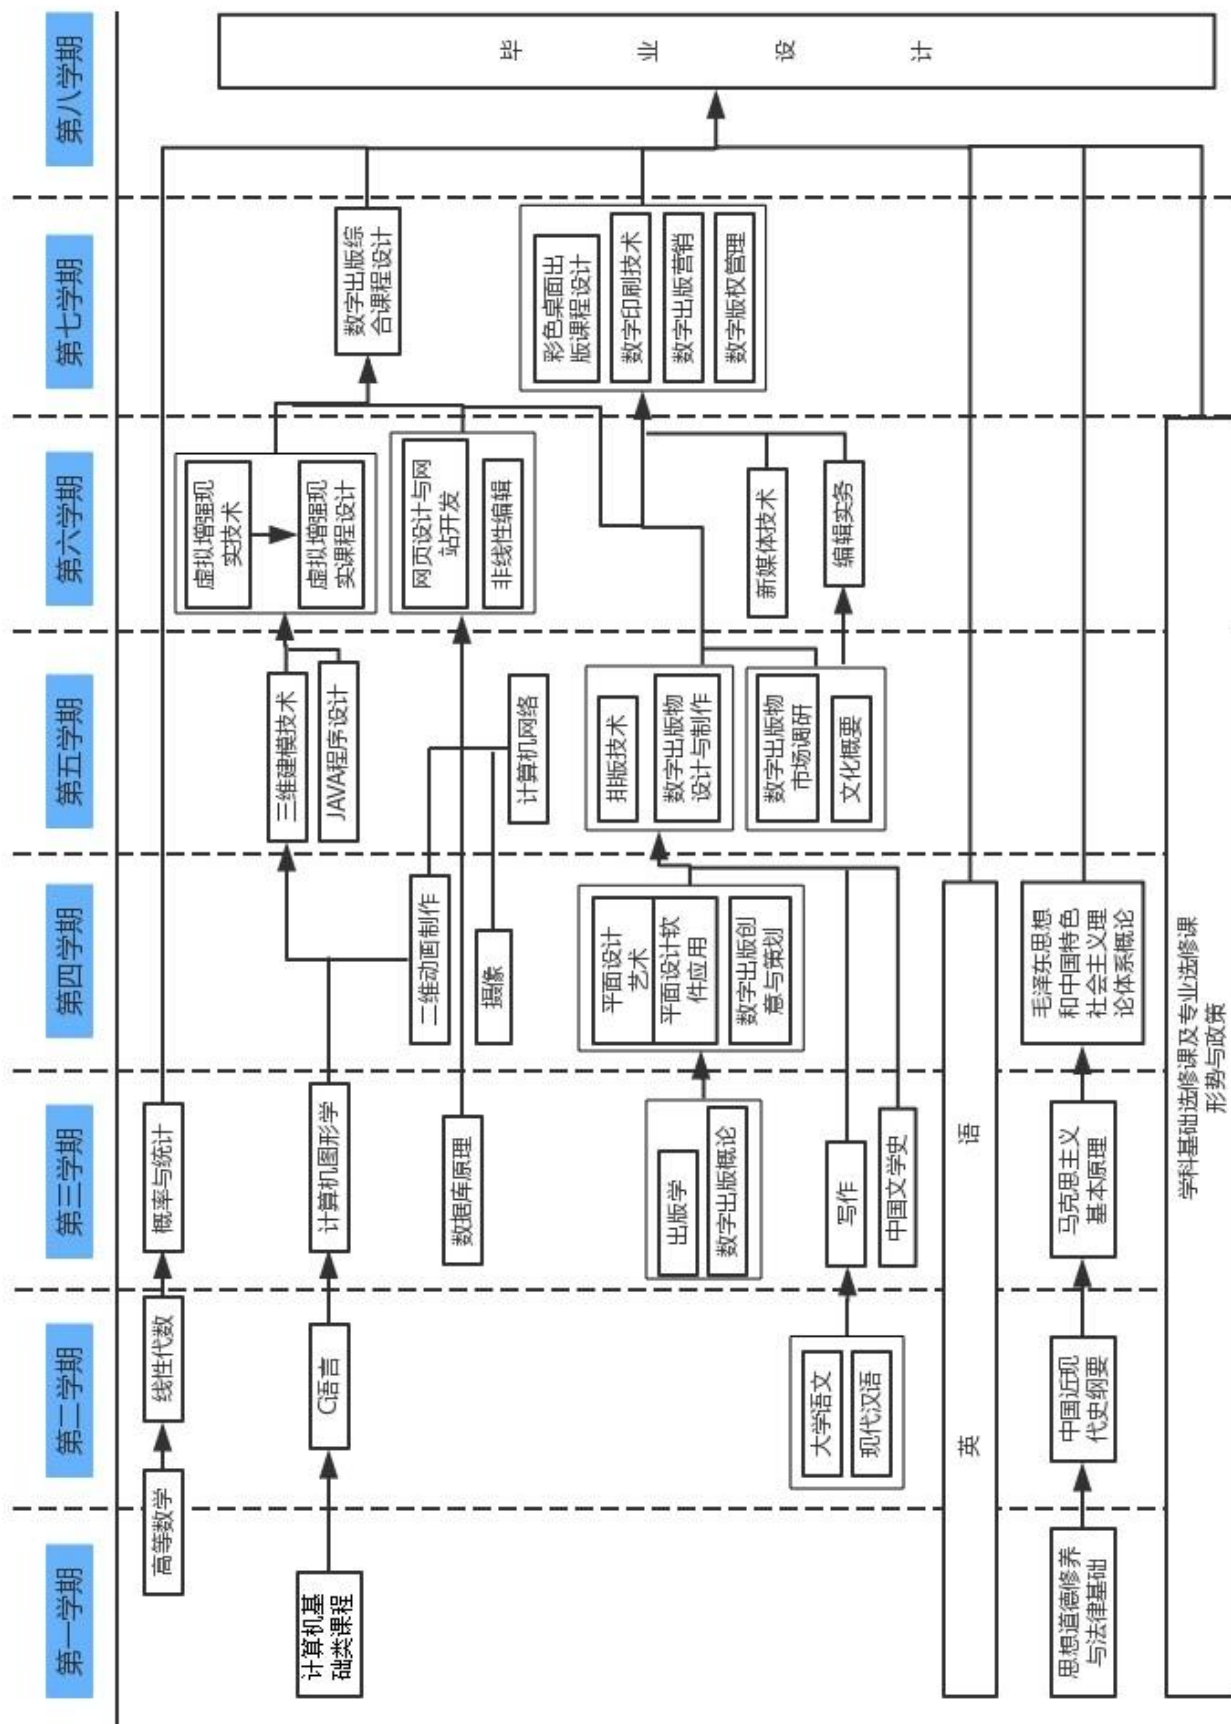 第一学期
第二学期
第三学期
第四学期
第五学期
第六学期
第七学期
第八学期
高等数学
线性代数
概率与统计
计算机基
础类课程
C语言
计算机图形学
三维建模技术
JAVA程序设计
虚拟增强现
实技术
虚拟增强现
实课程设计
数字出版综
合课程设计
数据库原理
二维动画制作
摄像
计算机网络
网页设计与网
站开发
非线性编辑
出版学
数字出版概论
平面设计
艺术
平面设计软
件应用
数字出版创
意与策划
排版技术
数字出版物
设计与制作
数字出版物
市场调研
文化概要
新媒体技术
编辑实务
彩色桌面出
版课程设计
数字印刷技术
数字出版营销
数字版权管理
大学语文
现代汉语
写作
中国文学史
英 语
思想道德修养
与法律基础
中国近现
代史纲要
马克思主义
基本原理
毛泽东思想
和中国特色
社会主义理
论体系概论
学科基础选修课及专业选修课
形势与政策
毕 业 设 计